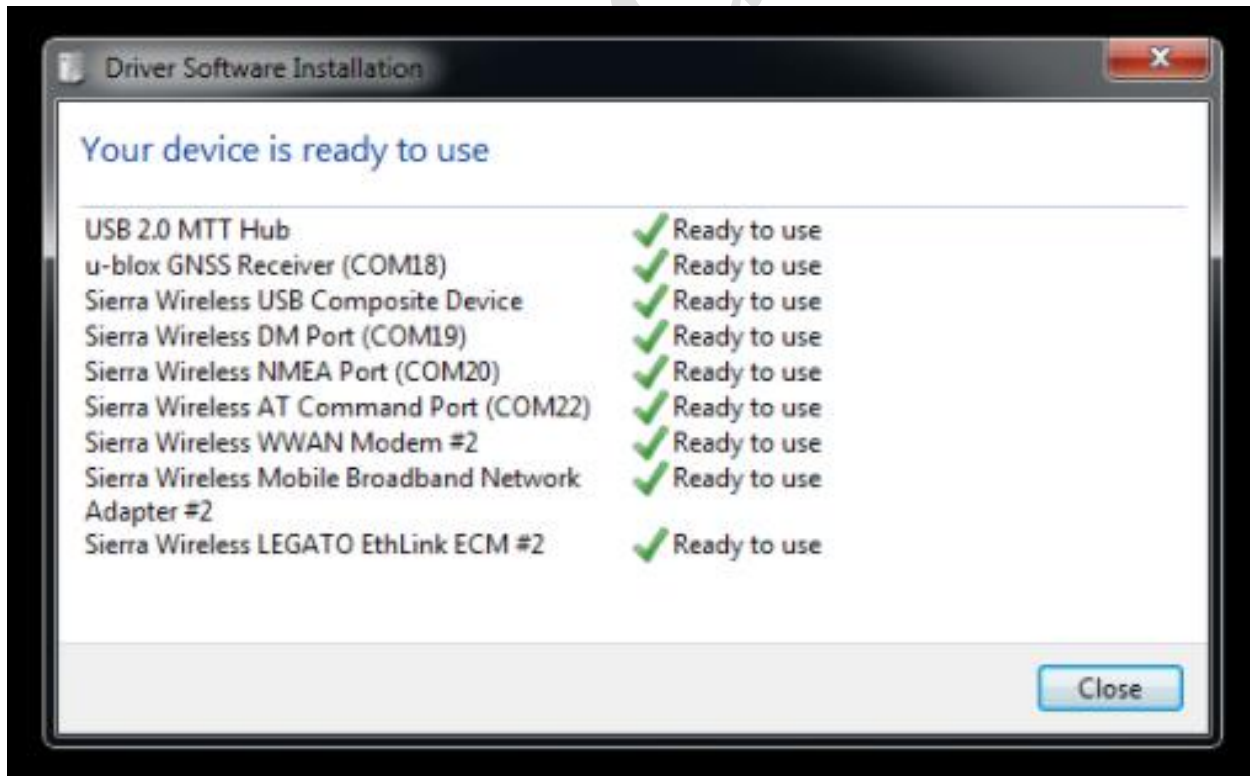 Driver Software Installation
Your device is ready to use
USB 2.0 MTT Hub Ready to use
u-blox GNSS Receiver (COM18) Ready to use
Sierra Wireless USB Composite Device Ready to use
Sierra Wireless DM Port (COM19) Ready to use
Sierra Wireless NMEA Port (COM20) Ready to use
Sierra Wireless AT Command Port (COM22) Ready to use
Sierra Wireless WWAN Modem #2 Ready to use
Sierra Wireless Mobile Broadband Network Ready to use
Adapter #2
Sierra Wireless LEGATO EthLink ECM #2 Ready to use
Close